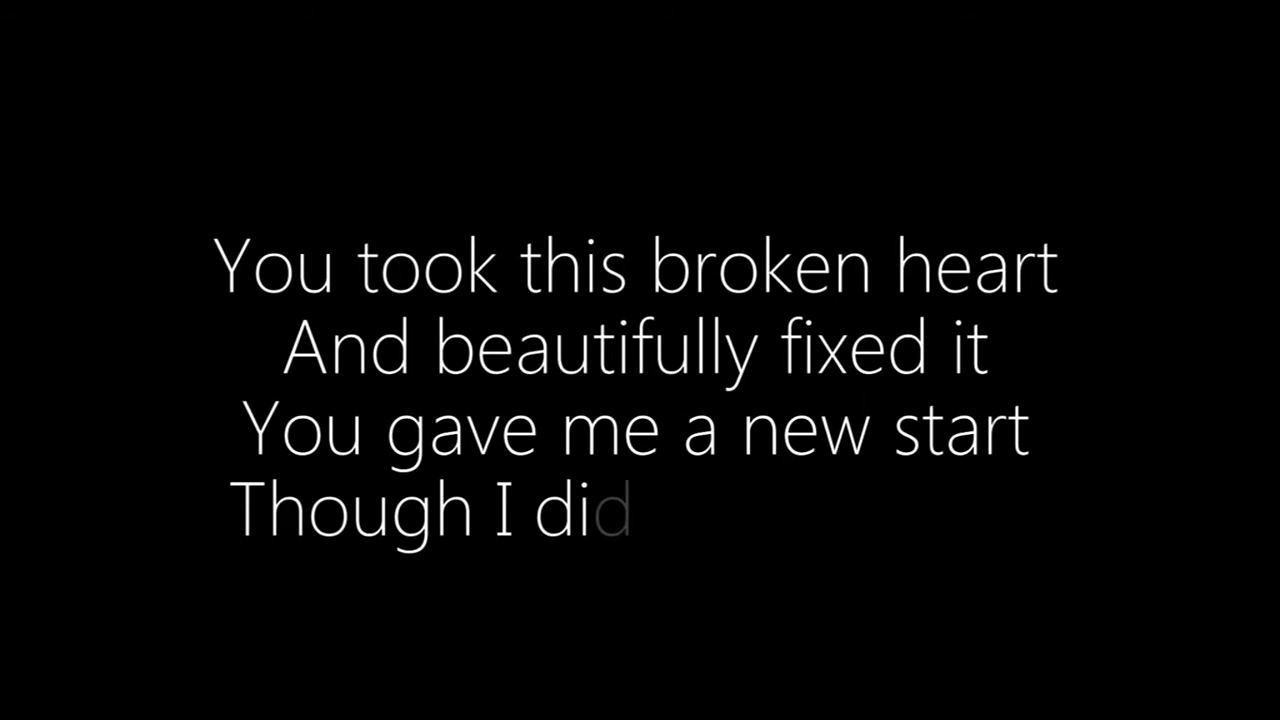 You took this broken heart
And beautifully fixed it
You gave me a new start
Though I did